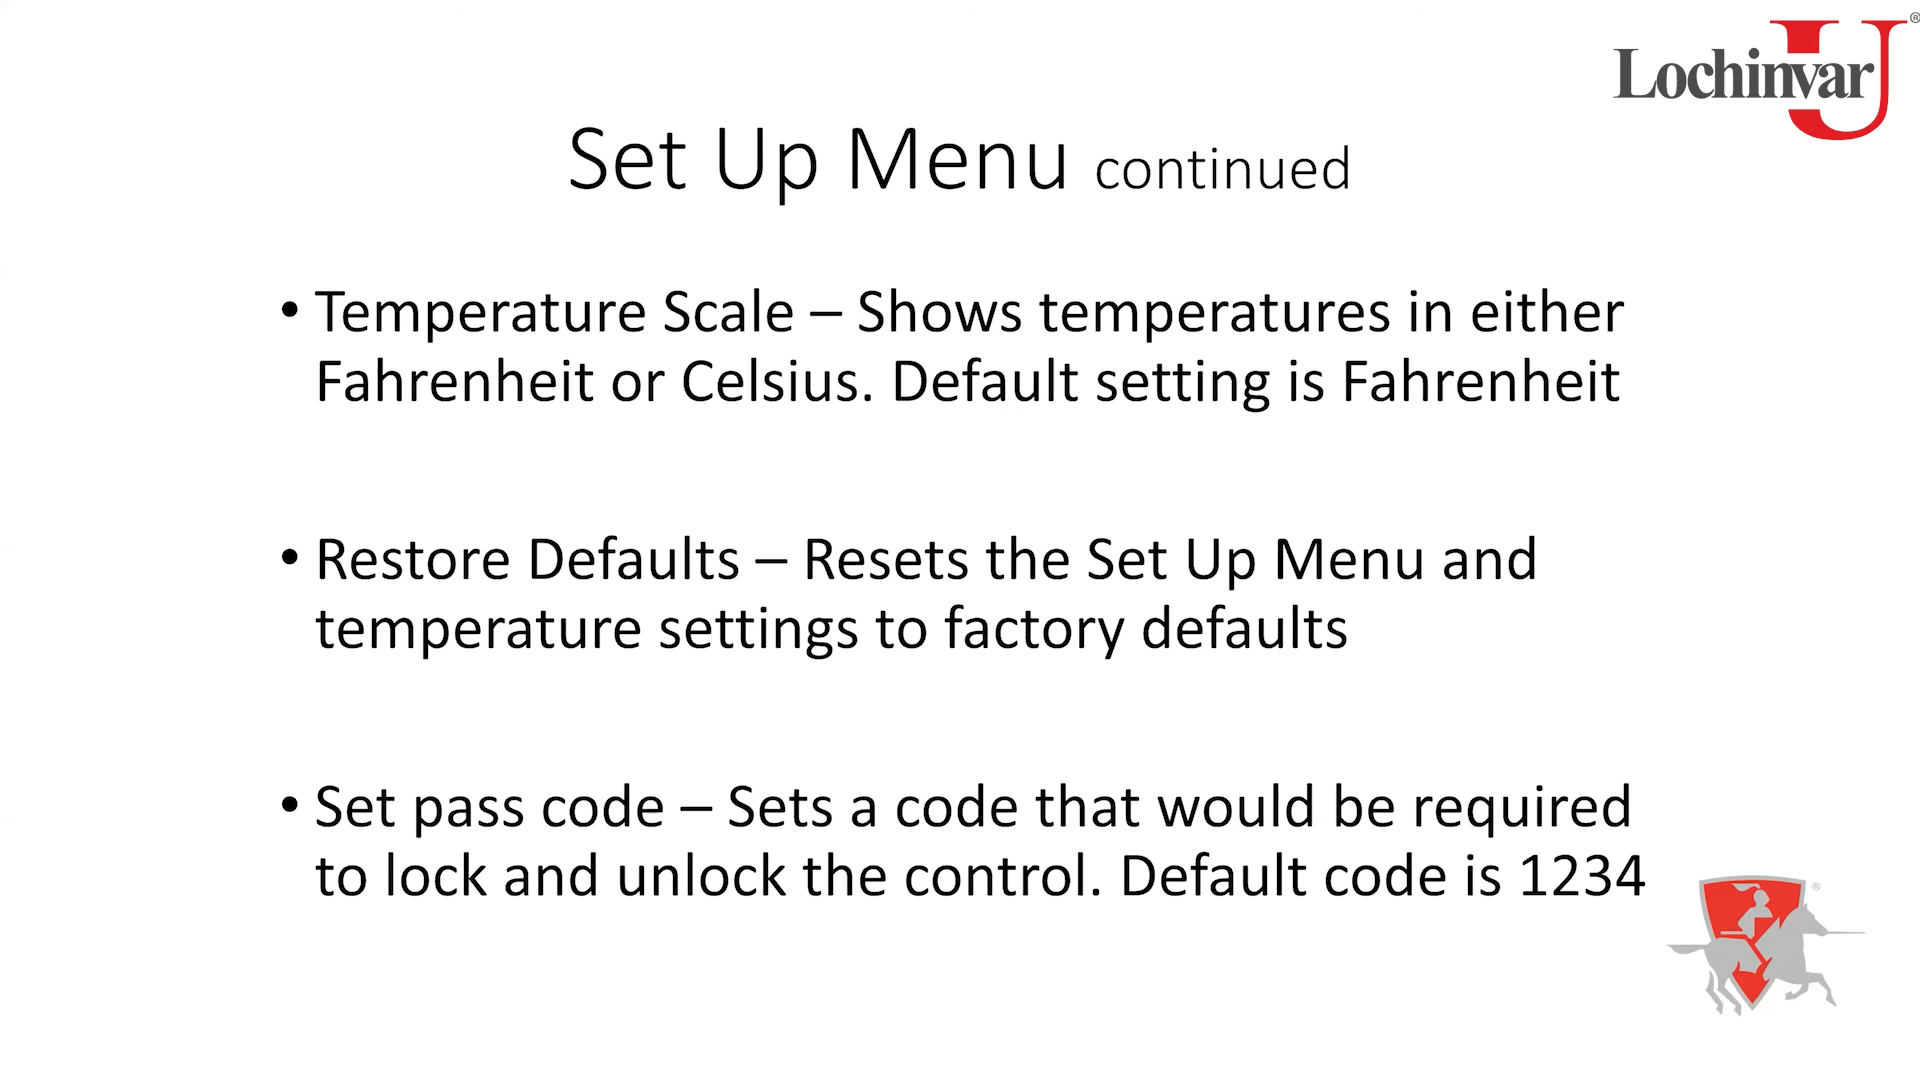 Lochinvar U ®
Set Up Menu continued
• Temperature Scale – Shows temperatures in either
Fahrenheit or Celsius. Default setting is Fahrenheit
• Restore Defaults – Resets the Set Up Menu and
temperature settings to factory defaults
• Set pass code – Sets a code that would be required
to lock and unlock the control. Default code is 1234
®